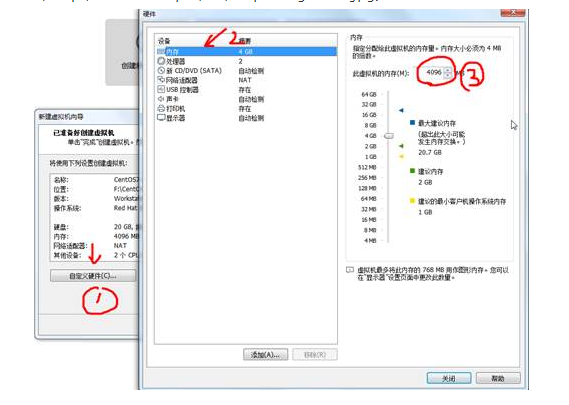 硬件
设备
摘要
内存
4 GB
处理器
2
新 CD/DVD (SATA)
自动检测
网络适配器
NAT
USB 控制器
存在
声卡
自动检测
打印机
存在
显示器
自动检测
2
内存
指定分配给此虚拟机的内存量。内存大小必须为 4 MB
的倍数。
此虚拟机的内存(M):
4096
MB
3
64 GB
32 GB
16 GB
8 GB
4 GB
2 GB
1 GB
512 MB
256 MB
128 MB
64 MB
32 MB
16 MB
8 MB
4 MB
最大建议内存
(超出此大小可能
发生内存交换。)
20.7 GB
建议内存
2 GB
建议的最小客户机操作系统内存
1 GB
虚拟机最多将此内存的 768 MB 用作图形内存。您可以
在"显示器"设置页面中更改此数量。
添加(A)...
移除(R)
关闭
帮助
创建
新建虚拟机向导
已准备好创建虚拟机
单击"完成"创建虚拟机。
将使用下列设置创建虚拟机:
名称:
CentOS7
位置:
F:\CentO
版本:
Worksta
操作系统:
Red Hat
硬盘:
20 GB,
内存:
4096 MB
网络适配器:
NAT
其他设备:
2 个 CPU
自定义硬件(C)...
1